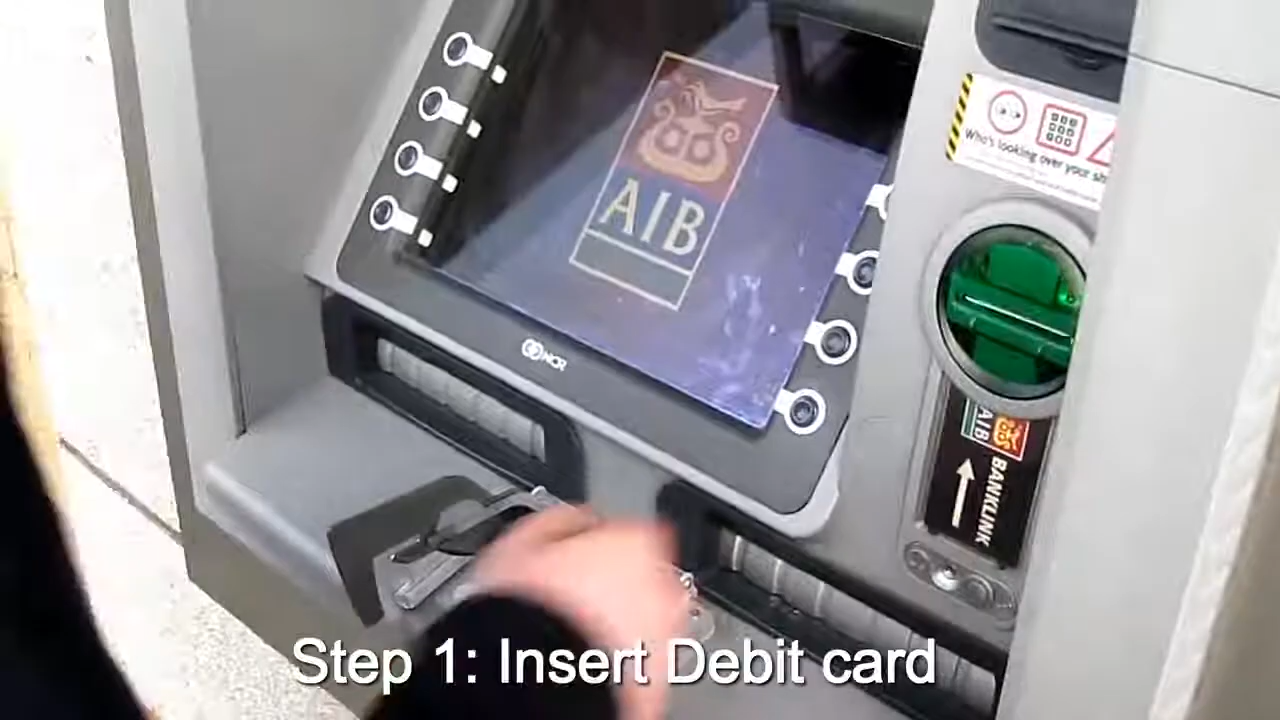 AIB
Who's looking over your sh
NCR
AIB
BANKLINK
Step 1: Insert Debit card